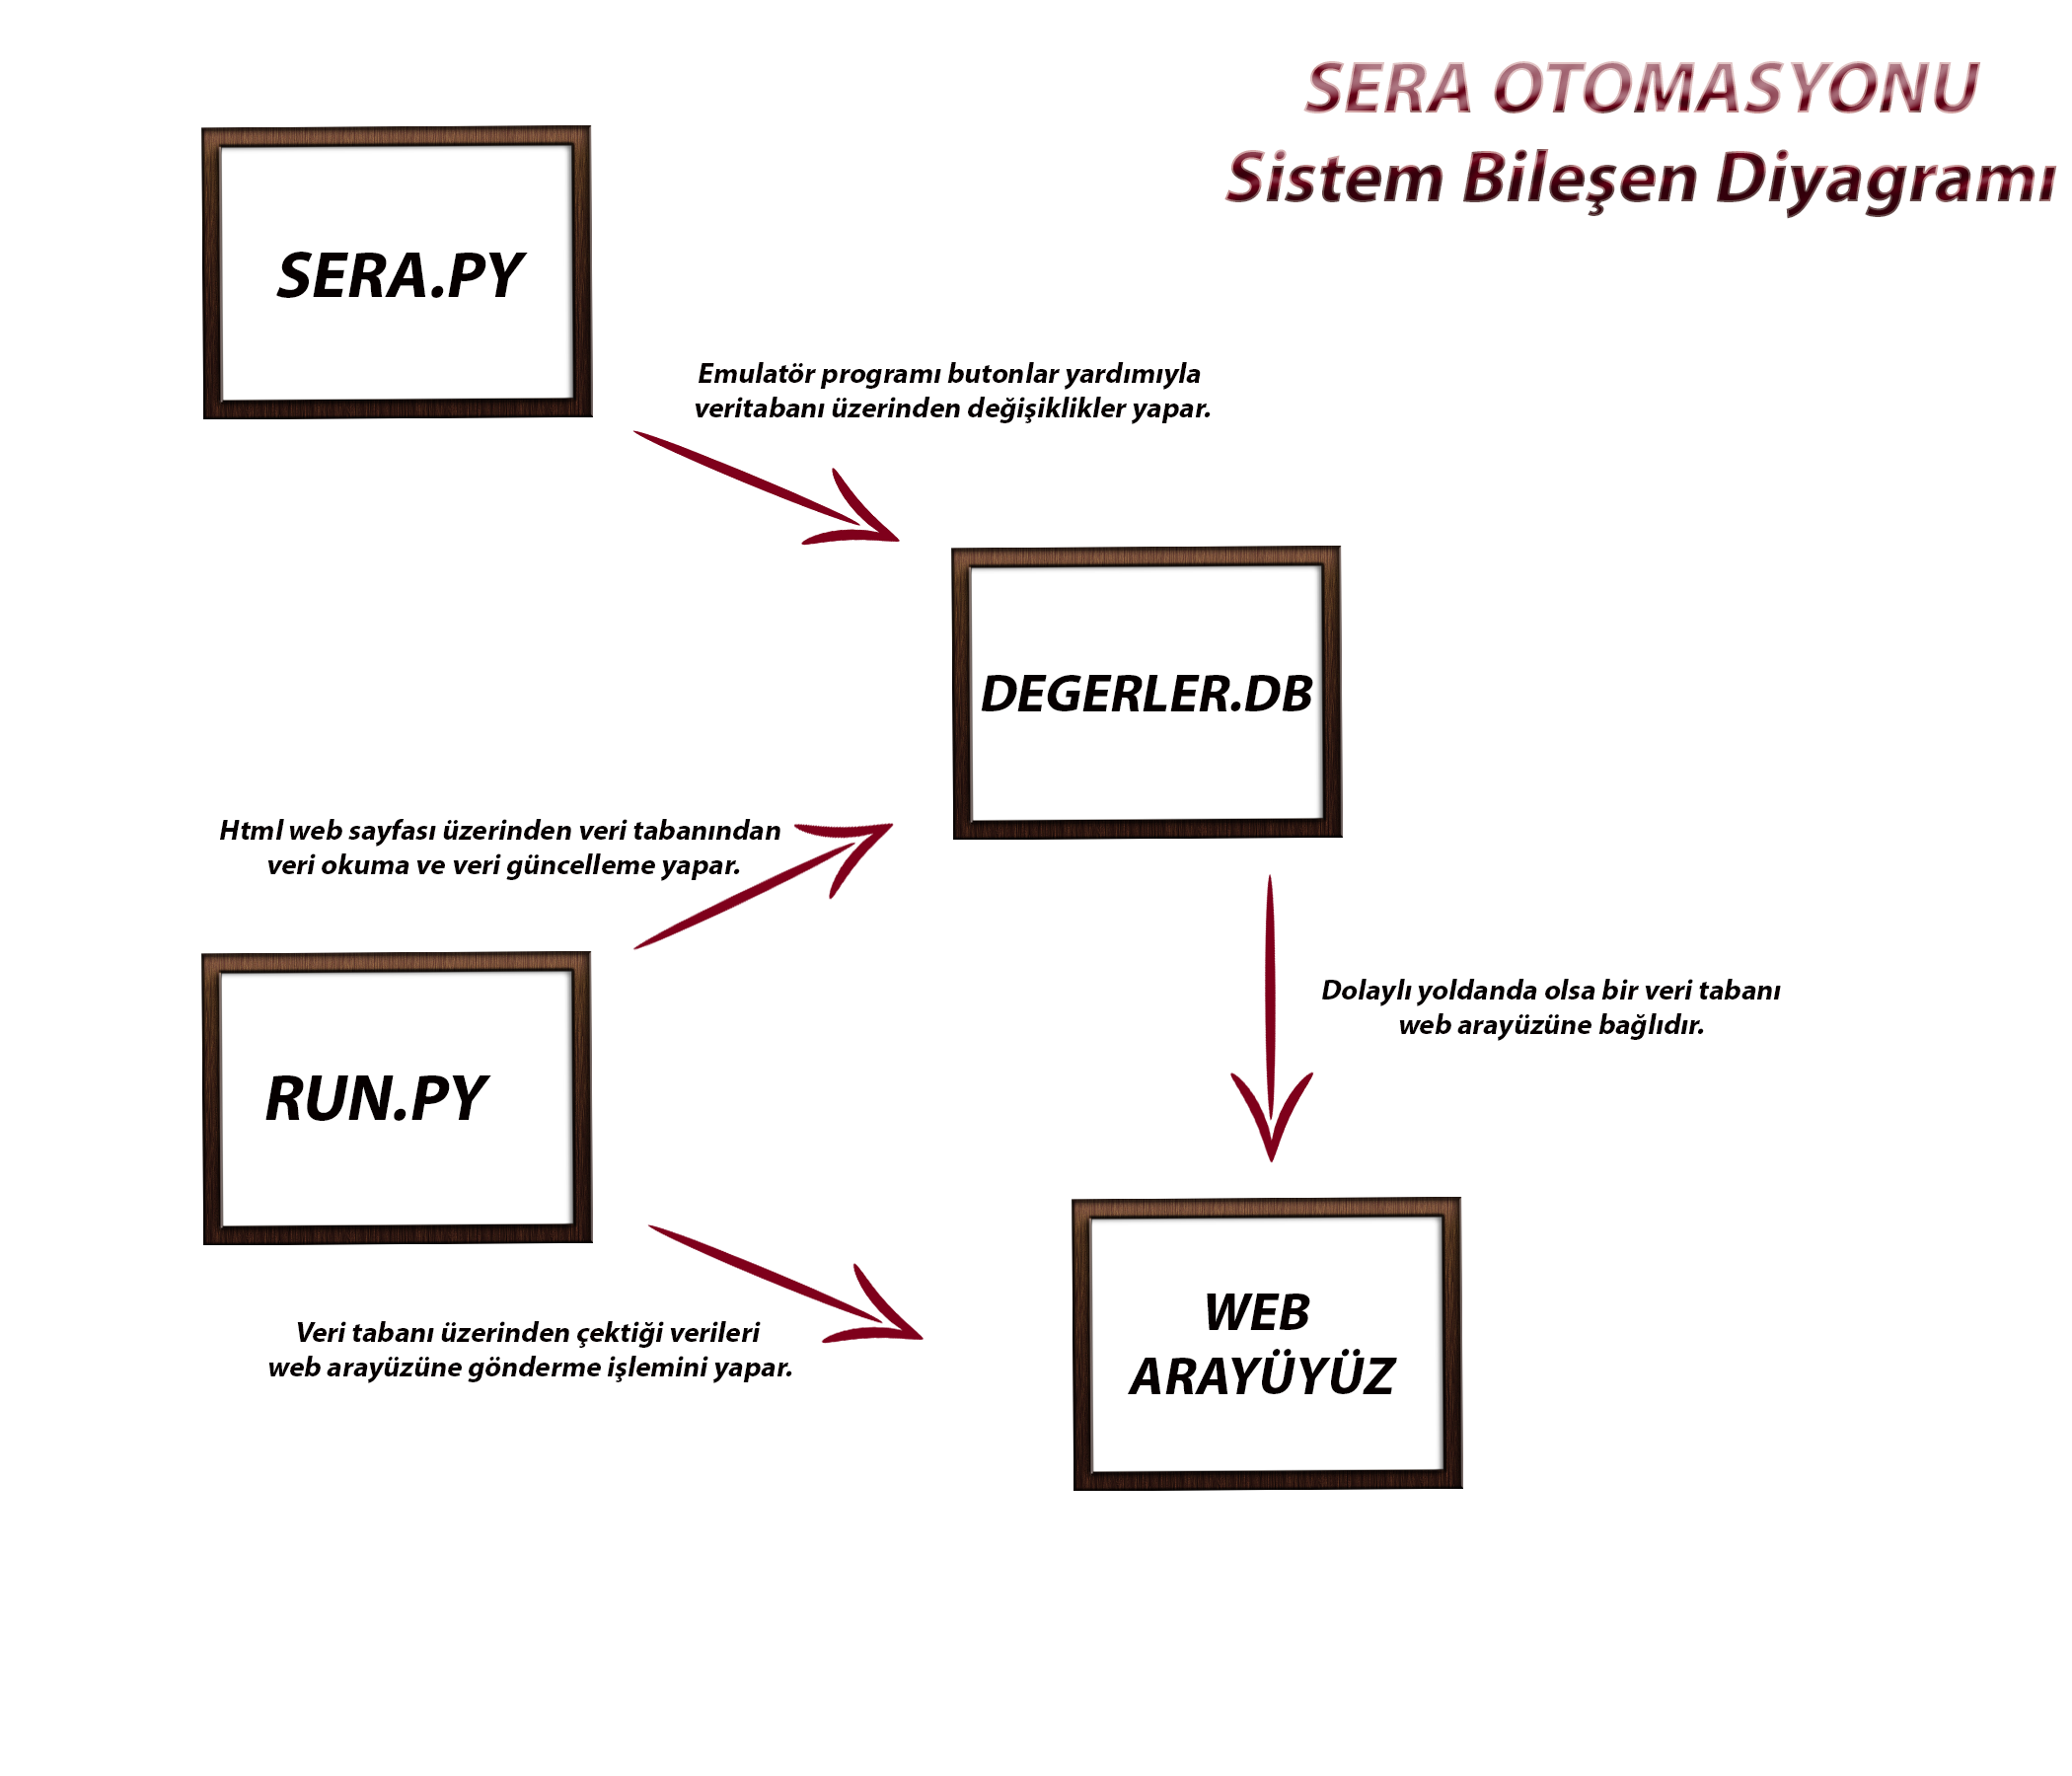 SERA OTOMASYONU
Sistem Bileşen Diyagramı
SERA.PY
Emulatör programı butonlar yardımıyla
veritabanı üzerinden değişiklikler yapar.
DEGERLER.DB
Html web sayfası üzerinden veri tabanından
veri okuma ve veri güncelleme yapar.
RUN.PY
Dolaylı yoldanda olsa bir veri tabanı
web arayüzüne bağlıdır.
Veri tabanı üzerinden çektiği verileri
web arayüzüne gönderme işlemini yapar.
WEB
ARAYÜYÜZ